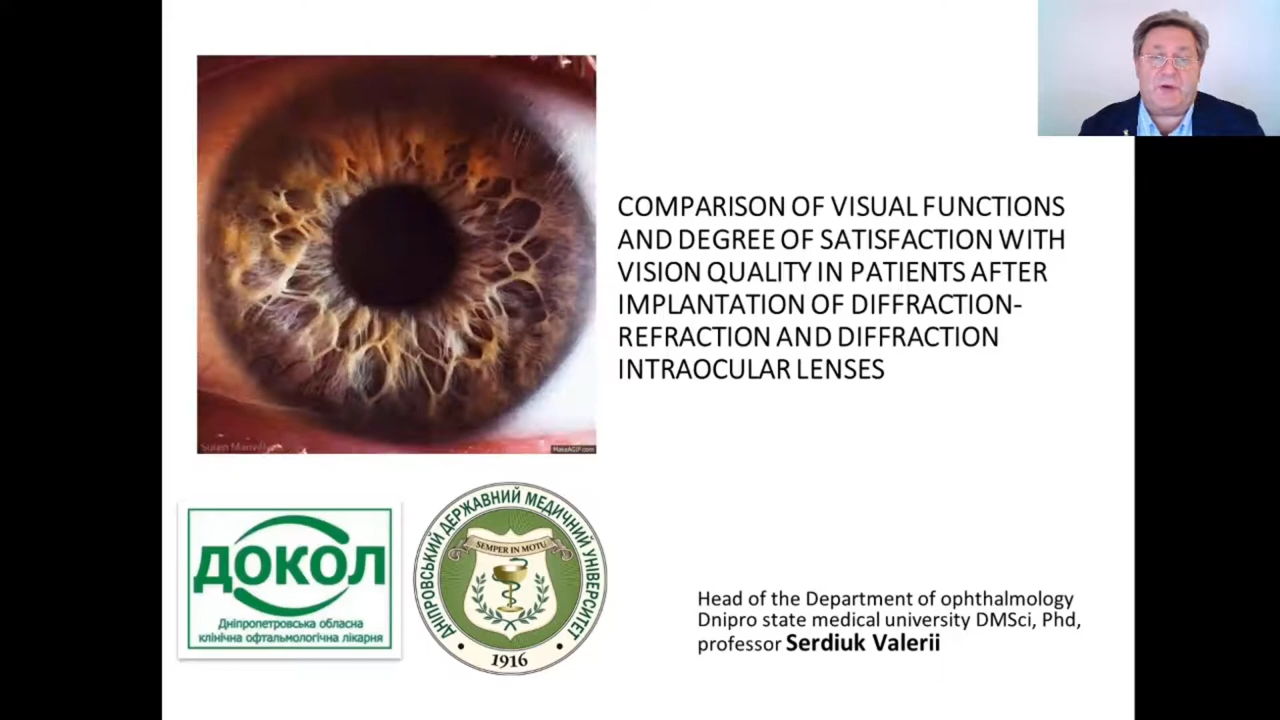 COMPARISON OF VISUAL FUNCTIONS
AND DEGREE OF SATISFACTION WITH
VISION QUALITY IN PATIENTS AFTER
IMPLANTATION OF DIFFRACTION-
REFRACTION AND DIFFRACTION
INTRAOCULAR LENSES
MakeAGIF.com
ДОКОЛ
Дніпропетровська обласна
клінічна офтальмологічна лікарня
ДНІПРОВСЬКИЙ ДЕРЖАВНИЙ МЕДИЧНИЙ УНІВЕРСИТЕТ
SEMPER IN MOTU
• 1916 •
Head of the Department of ophthalmology
Dnipro state medical university DMSci, Phd,
professor Serdiuk Valerii